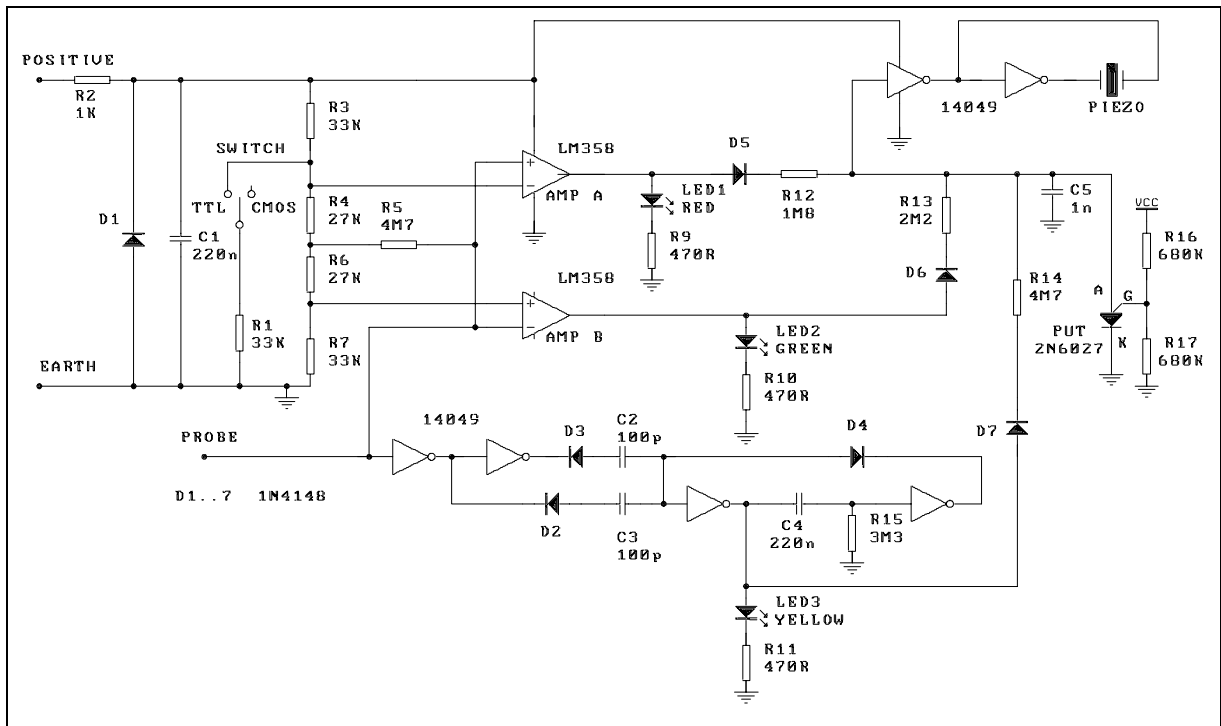 POSITIVE
R2
1K
R3
33K
SWITCH
TTL
CMOS
D1
C1
220n
R4
27K
R5
4M7
R6
27K
R1
33K
R7
33K
EARTH
LM358
+
-
AMP A
LM358
+
-
AMP B
LED1
RED
R9
470R
D5
R12
1M8
14049
PIEZO
R13
2M2
D6
C5
1n
VCC
R16
680K
R14
4M7
A
G
K
PUT
2N6027
R17
680K
LED2
GREEN
R10
470R
PROBE
14049
D3
C2
100p
D4
D7
D1..7 1N4148
D2
C3
100p
C4
220n
R15
3M3
LED3
YELLOW
R11
470R